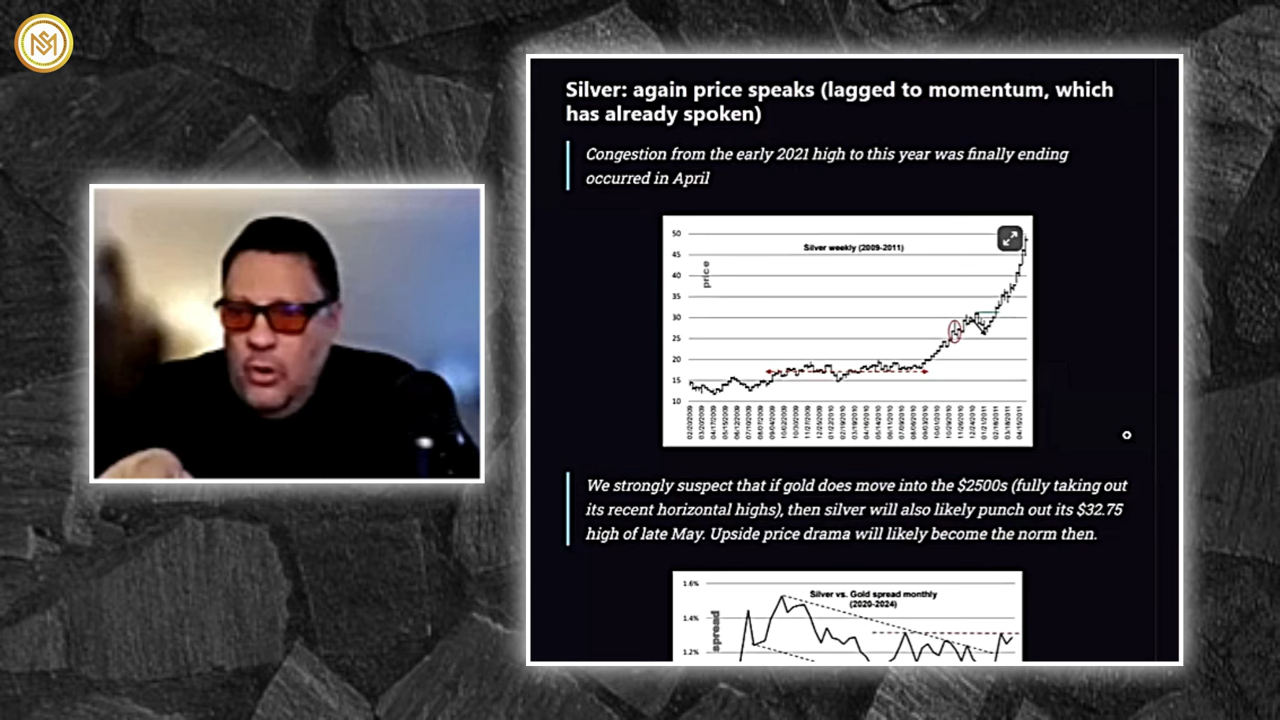 SM
Silver: again price speaks (lagged to momentum, which
has already spoken)
Congestion from the early 2021 high to this year was finally ending
occurred in April
Silver weekly (2009-2011)
price
50
45
40
35
30
25
20
15
10
We strongly suspect that if gold does move into the $2500s (fully taking out
its recent horizontal highs), then silver will also likely punch out its $32.75
high of late May. Upside price drama will likely become the norm then.
Silver vs. Gold spread monthly
(2020-2024)
spread
1.6%
1.4%
1.2%